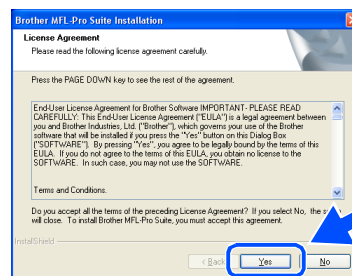 Brother MFL-Pro Suite Installation
License Agreement
Please read the following license agreement carefully.
Press the PAGE DOWN key to see the rest of the agreement.
End-User License Agreement for Brother Software IMPORTANT- PLEASE READ
CAREFULLY: This End-User License Agreement ("EULA") is a legal agreement between
you and Brother Industries, Ltd. ("Brother"), which governs your use of the Brother
software that will be installed if you press the "Yes" button on this Dialog Box
("SOFTWARE"). By pressing "Yes", you agree to be legally bound by the terms of this
EULA. If you do not agree to the terms of this EULA, you obtain no license to the
SOFTWARE. In such case, you may not use the SOFTWARE.
Terms and Conditions.
Do you accept all the terms of the preceding License Agreement? If you select No, the
will close. To install Brother MFL-Pro Suite, you must accept this agreement.
InstallShield
< Back
Yes
No